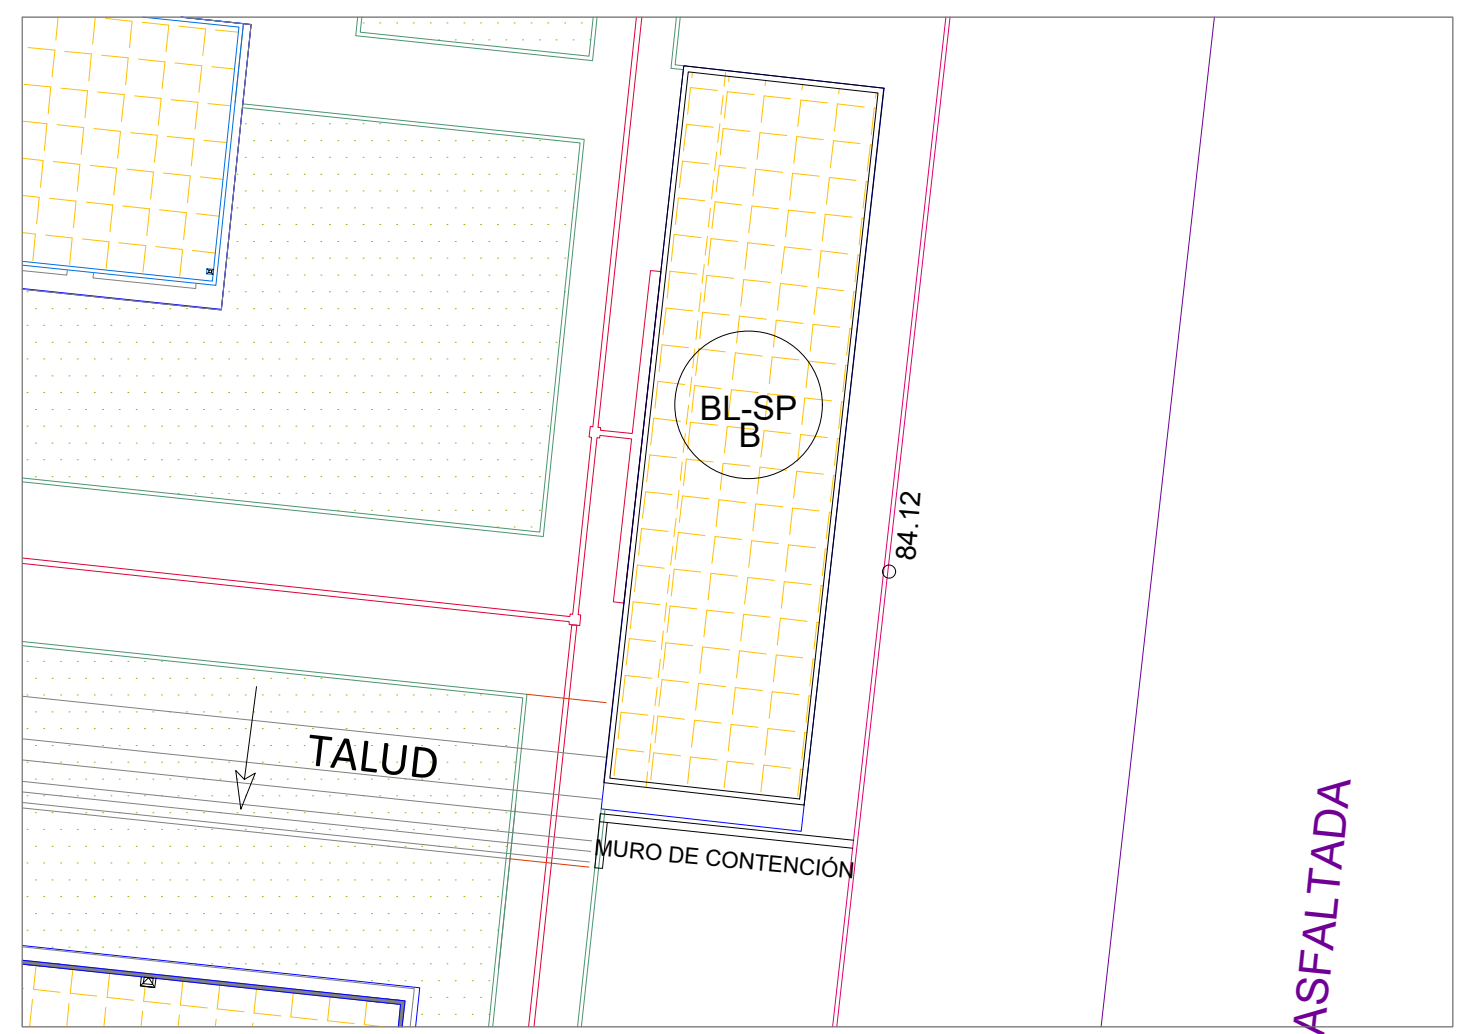 BL-SP
B
84.12
TALUD
MURO DE CONTENCIÓN
ASFALTADA